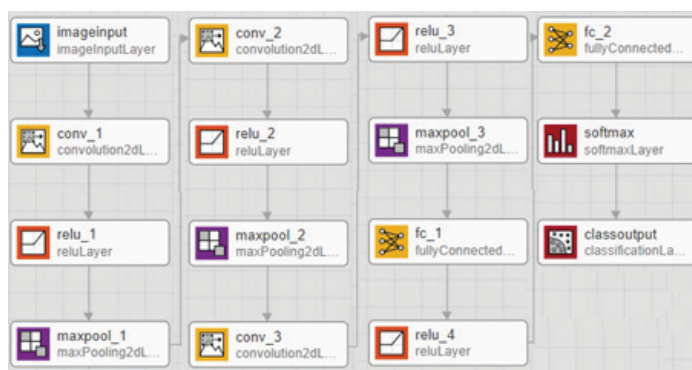 imageinput
imageInputLayer
conv_1
convolution2dL...
relu_1
reluLayer
maxpool_1
maxPooling2dL...
conv_2
convolution2dL...
relu_2
reluLayer
maxpool_2
maxPooling2dL...
conv_3
convolution2dL...
relu_3
reluLayer
maxpool_3
maxPooling2dL...
fc_1
fullyConnected...
relu_4
reluLayer
fc_2
fullyConnected...
softmax
softmaxLayer
classoutput
classificationLa...